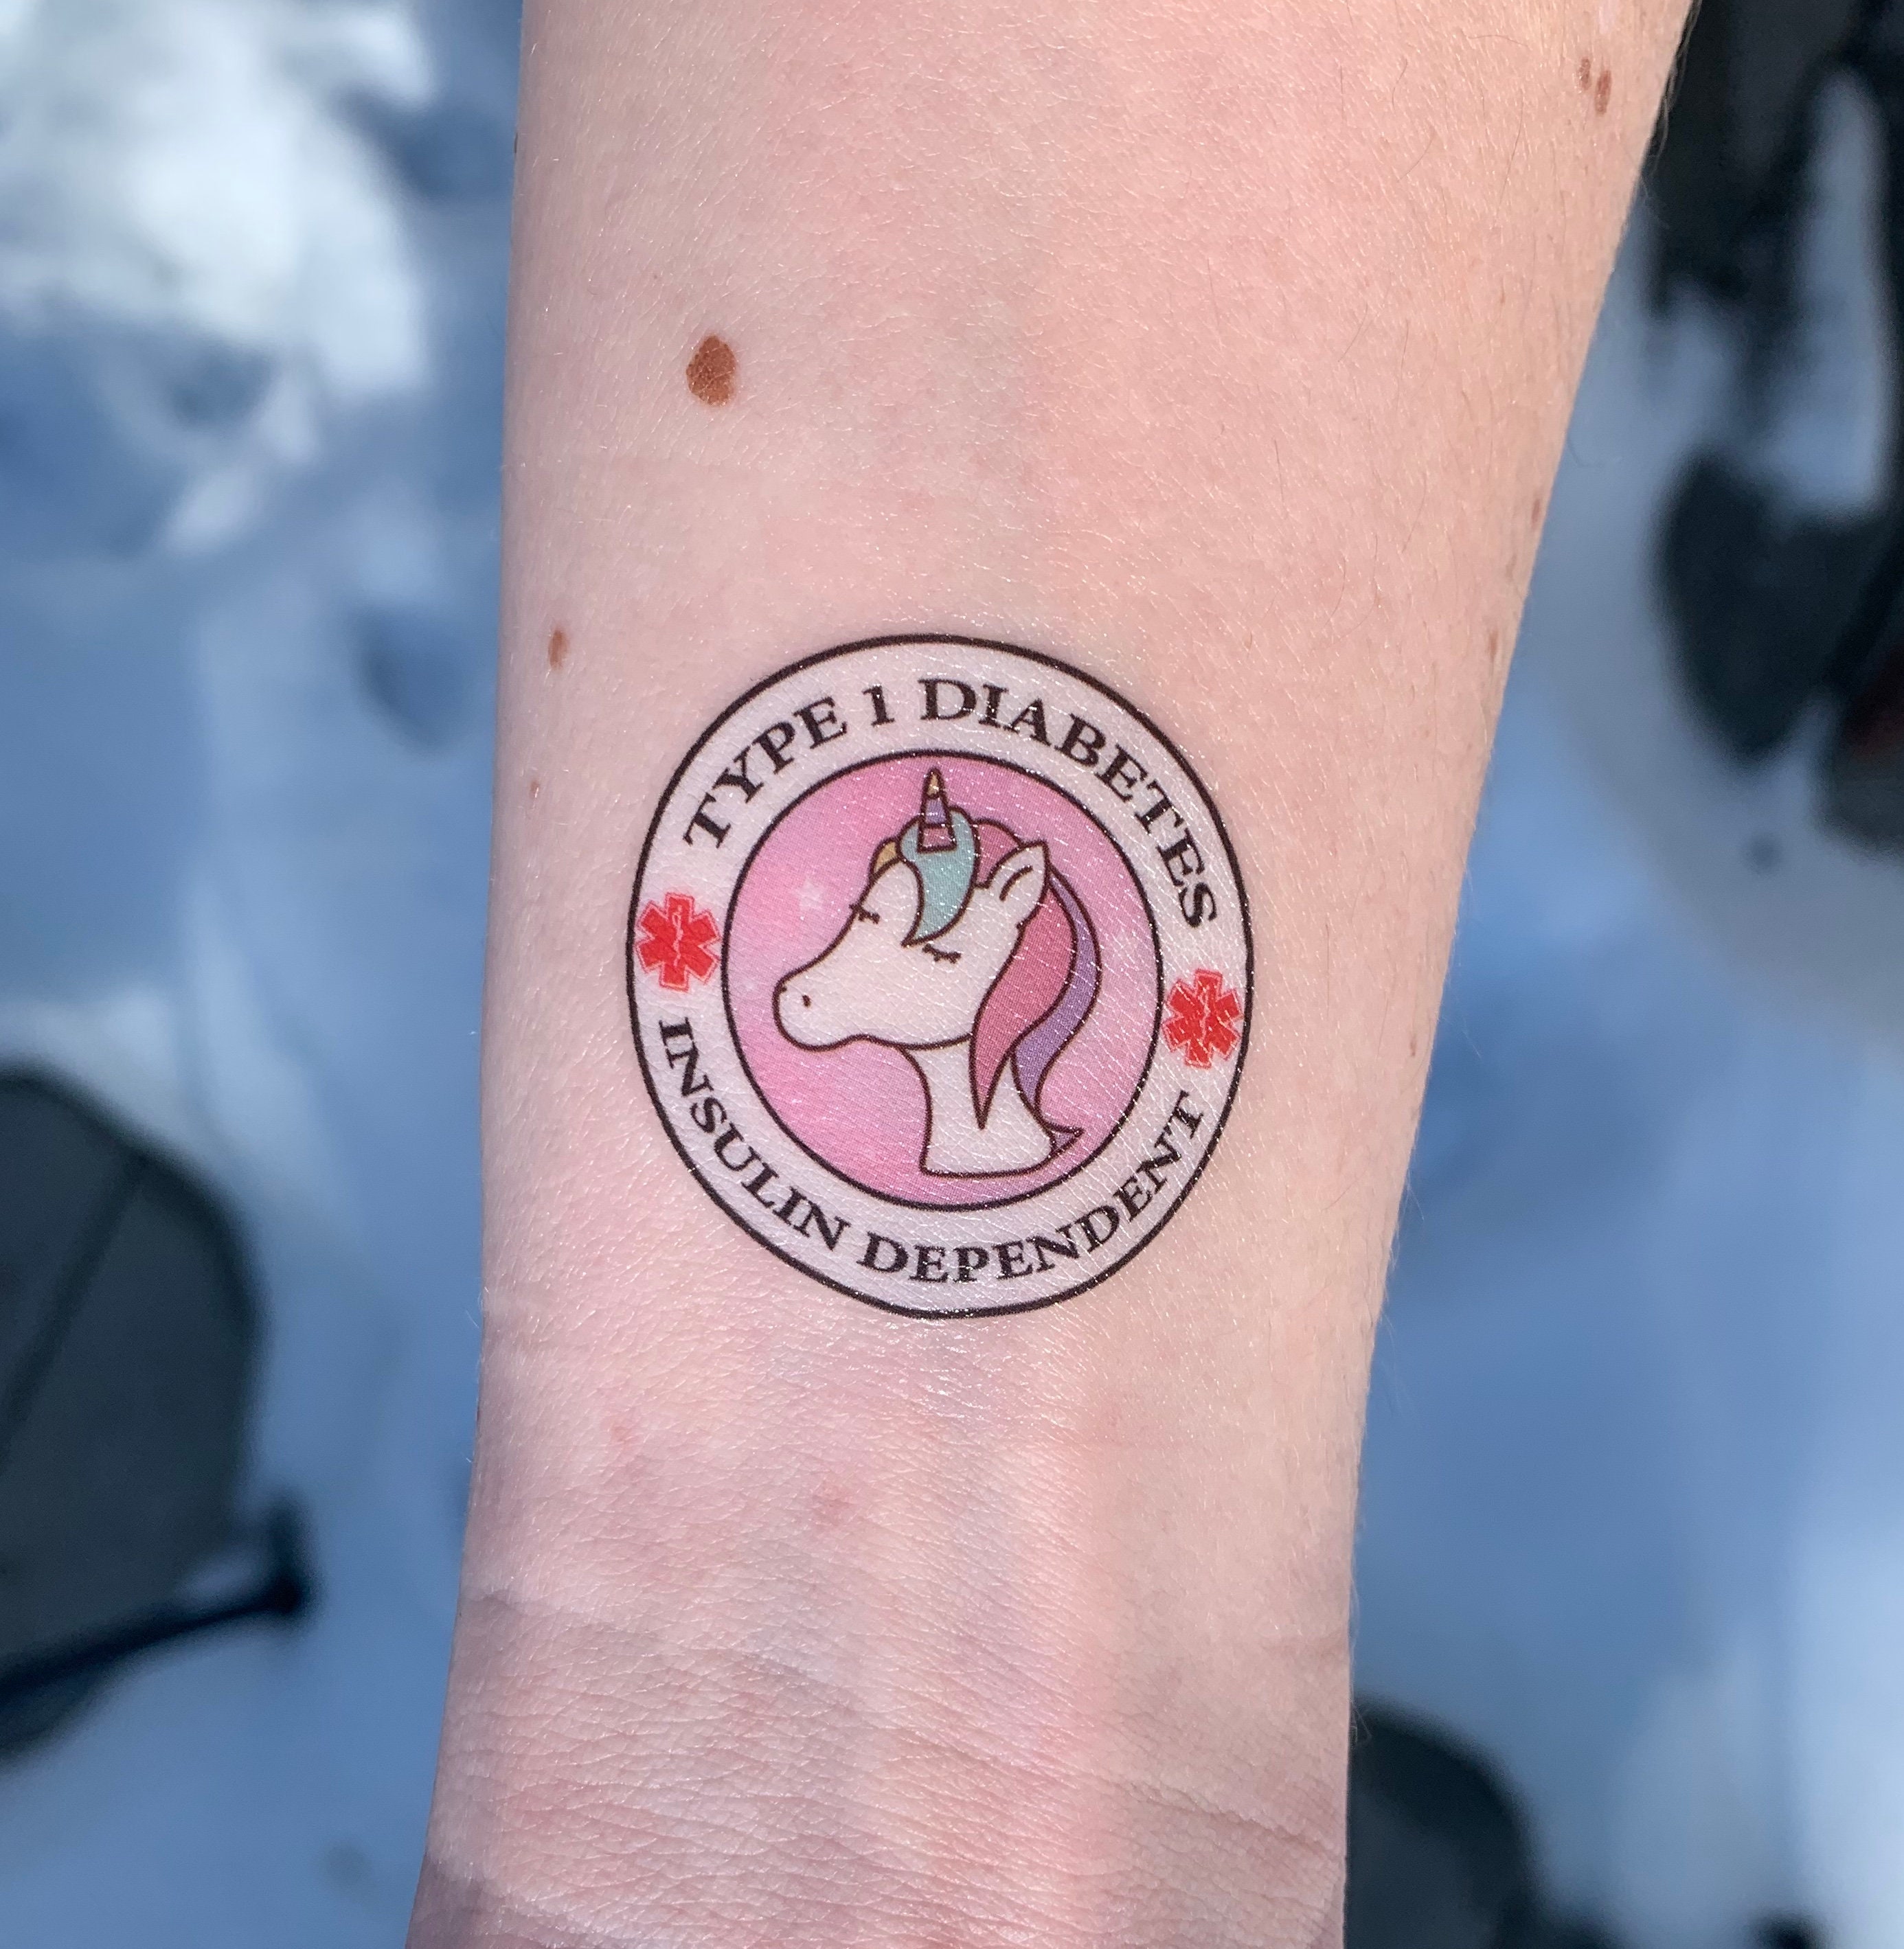 TYPE 1 DIABETES
INSULIN DEPENDENT